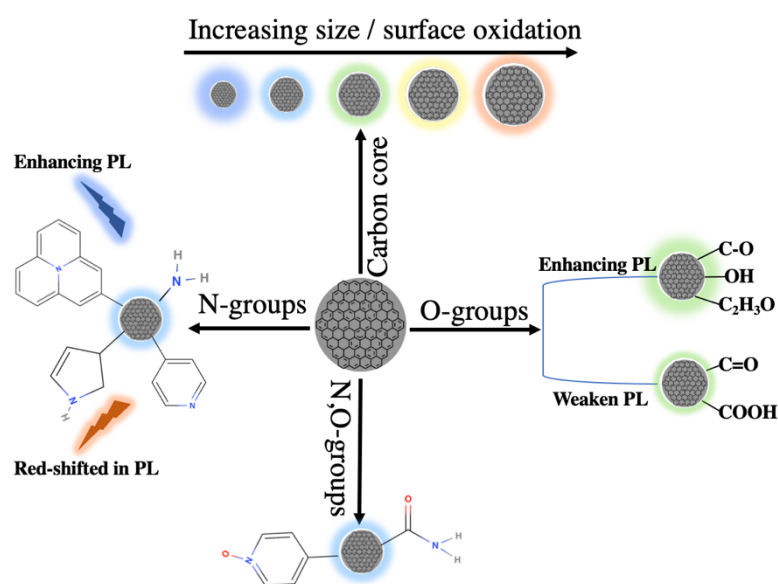 Increasing size / surface oxidation
Enhancing PL
N
H
N
H
N
H
N
Red-shifted in PL
Carbon core
N-groups
O-groups
N,O-groups
Enhancing PL
C-O
OH
C₂H₃O
Weaken PL
C=O
COOH
O
N
O
N
H
H